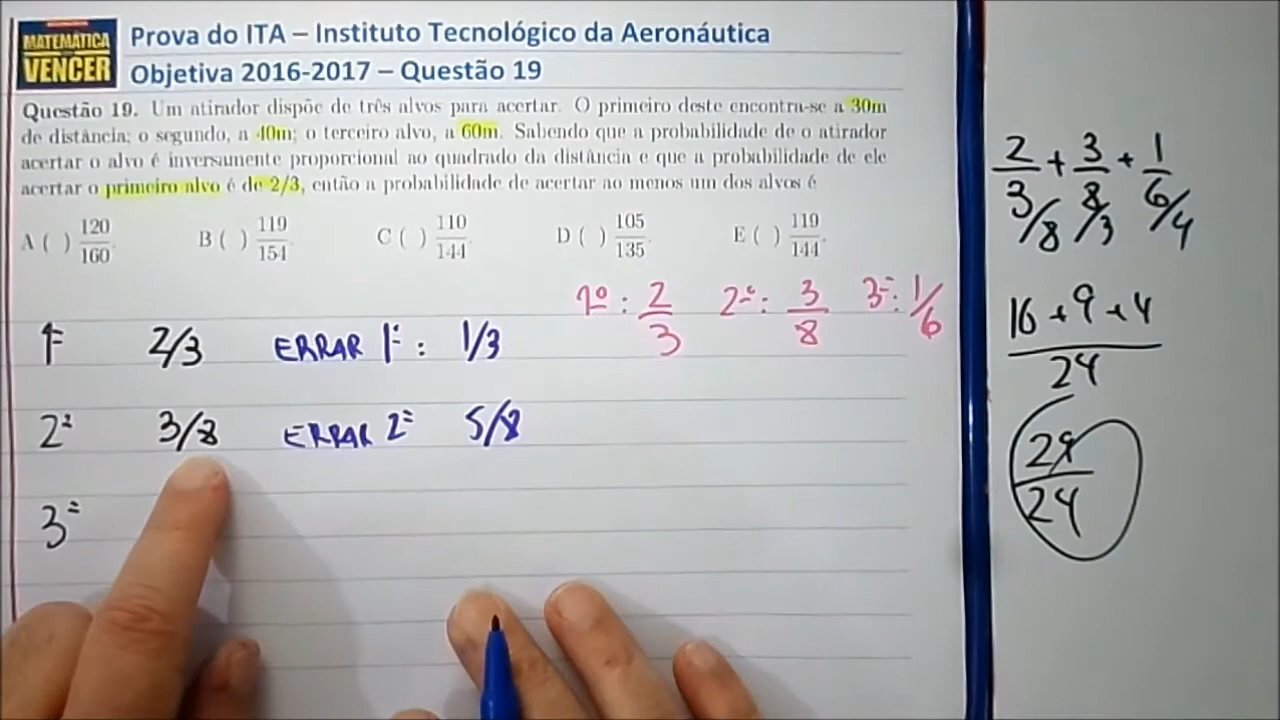 MATEMÁTICA
VENCER
Prova do ITA – Instituto Tecnológico da Aeronáutica
Objetiva 2016-2017 – Questão 19
Questão 19. Um atirador dispõe de três alvos para acertar. O primeiro deste encontra-se a 30m
de distância; o segundo, a 40m; o terceiro alvo, a 60m. Sabendo que a probabilidade de o atirador
acertar o alvo é inversamente proporcional ao quadrado da distância e que a probabilidade de ele
acertar o primeiro alvo é de 2/3, então a probabilidade de acertar ao menos um dos alvos é
A ( ) 120/160. B ( ) 119/154. C ( ) 110/144. D ( ) 105/135. E ( ) 119/144.
1º : 2/3 2º : 3/8 3º : 1/6
1º 2/3 ERRAR 1º : 1/3
2º 3/8 ERRAR 2º 5/8
3º
2/3 + 3/8 + 1/6
/8 /3 /4
16 + 9 + 4
24
29
24